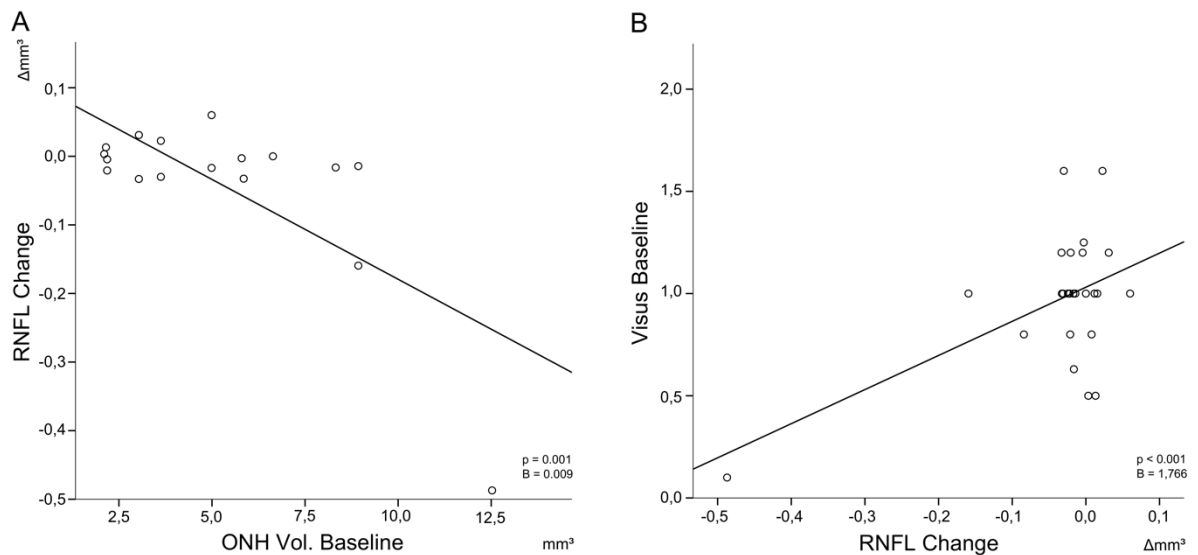 A
Δmm³
0,1
0,0
-0,1
-0,2
-0,3
-0,4
-0,5
RNFL Change
2,5
5,0
7,5
10,0
12,5
ONH Vol. Baseline
mm³
p = 0.001
B = 0.009
B
2,0
1,5
1,0
0,5
0,0
Visus Baseline
-0,5
-0,4
-0,3
-0,2
-0,1
0,0
0,1
RNFL Change
Δmm³
p < 0.001
B = 1,766